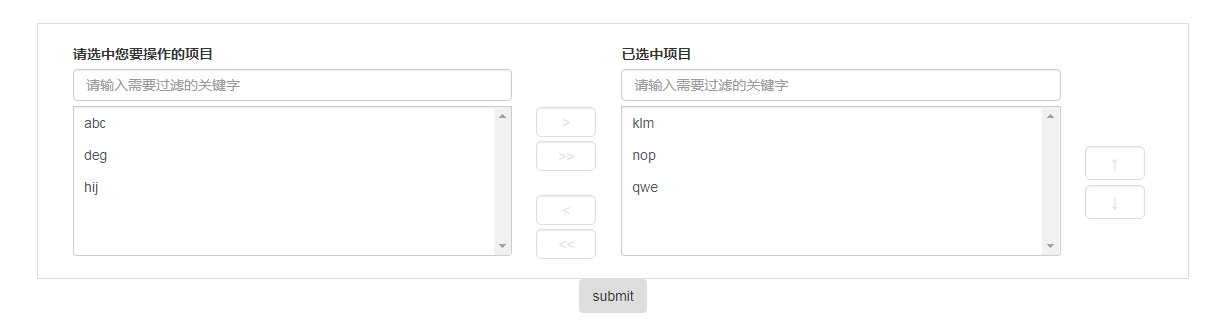 请选中您要操作的项目
请输入需要过滤的关键字
abc
deg
hij
>
>>
<
<<
已选中项目
请输入需要过滤的关键字
klm
nop
qwe
↑
↓
submit